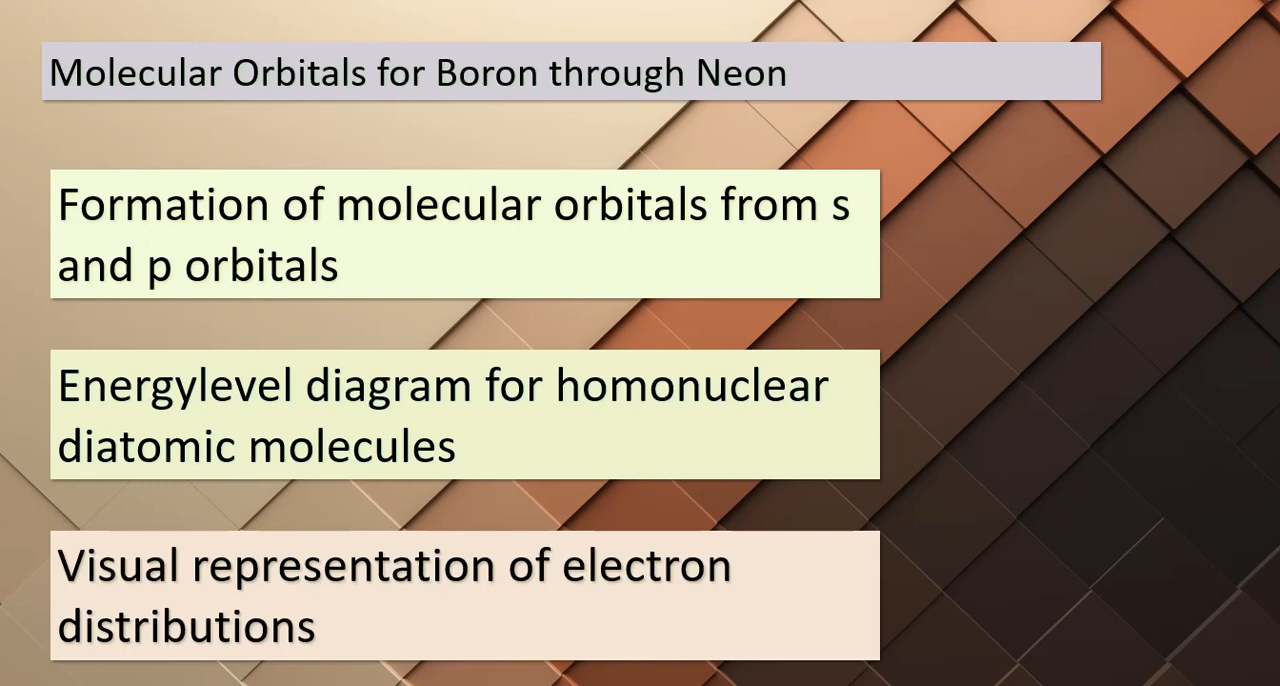 Molecular Orbitals for Boron through Neon
Formation of molecular orbitals from s
and p orbitals
Energylevel diagram for homonuclear
diatomic molecules
Visual representation of electron
distributions